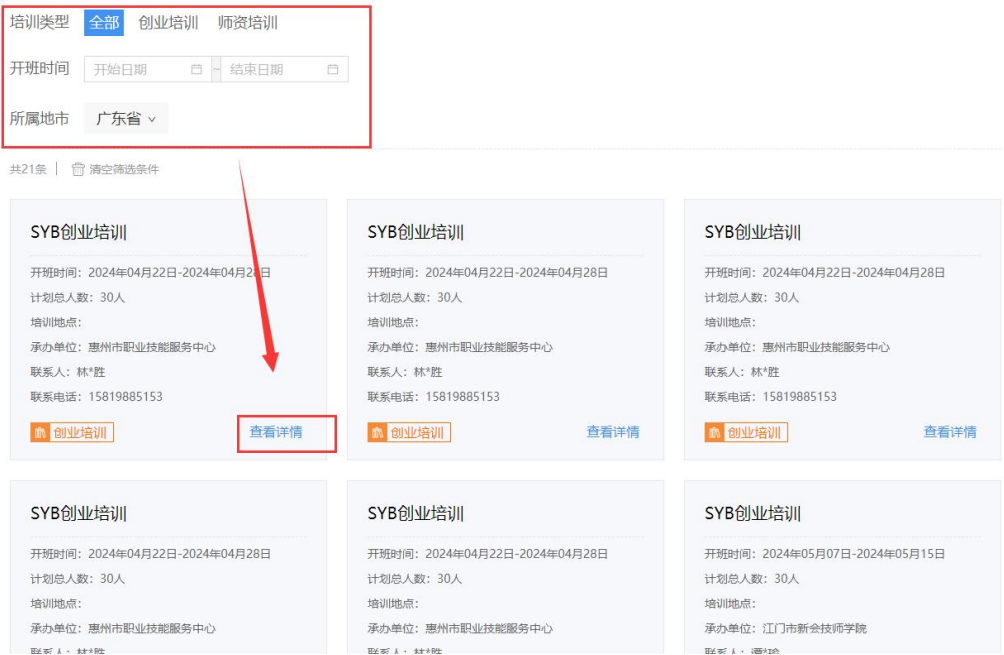 培训类型 全部 创业培训 师资培训
开班时间 开始日期 ~ 结束日期
所属地市 广东省
共21条 清空筛选条件
SYB创业培训 SYB创业培训 SYB创业培训
开班时间：2024年04月22日-2024年04月28日 开班时间：2024年04月22日-2024年04月28日 开班时间：2024年04月22日-2024年04月28日
计划总人数：30人 计划总人数：30人 计划总人数：30人
培训地点： 培训地点： 培训地点：
承办单位：惠州市职业技能服务中心 承办单位：惠州市职业技能服务中心 承办单位：惠州市职业技能服务中心
联系人：林*胜 联系人：林*胜 联系人：林*胜
联系电话：15819885153 联系电话：15819885153 联系电话：15819885153
创业培训 查看详情 创业培训 查看详情 创业培训 查看详情
SYB创业培训 SYB创业培训 SYB创业培训
开班时间：2024年04月22日-2024年04月28日 开班时间：2024年04月22日-2024年04月28日 开班时间：2024年05月07日-2024年05月15日
计划总人数：30人 计划总人数：30人 计划总人数：30人
培训地点： 培训地点： 培训地点：
承办单位：惠州市职业技能服务中心 承办单位：惠州市职业技能服务中心 承办单位：江门市新会技师学院
联系人：林*胜 联系人：林*胜 联系人：谭*瑜